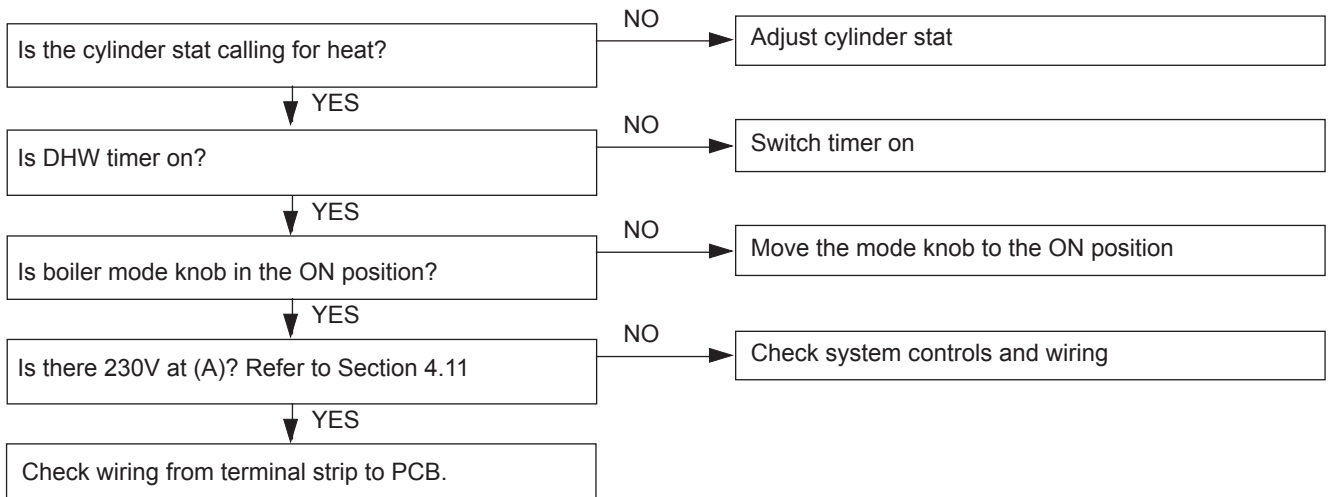 Is the cylinder stat calling for heat?
NO
Adjust cylinder stat
YES
Is DHW timer on?
NO
Switch timer on
YES
Is boiler mode knob in the ON position?
NO
Move the mode knob to the ON position
YES
Is there 230V at (A)? Refer to Section 4.11
NO
Check system controls and wiring
YES
Check wiring from terminal strip to PCB.